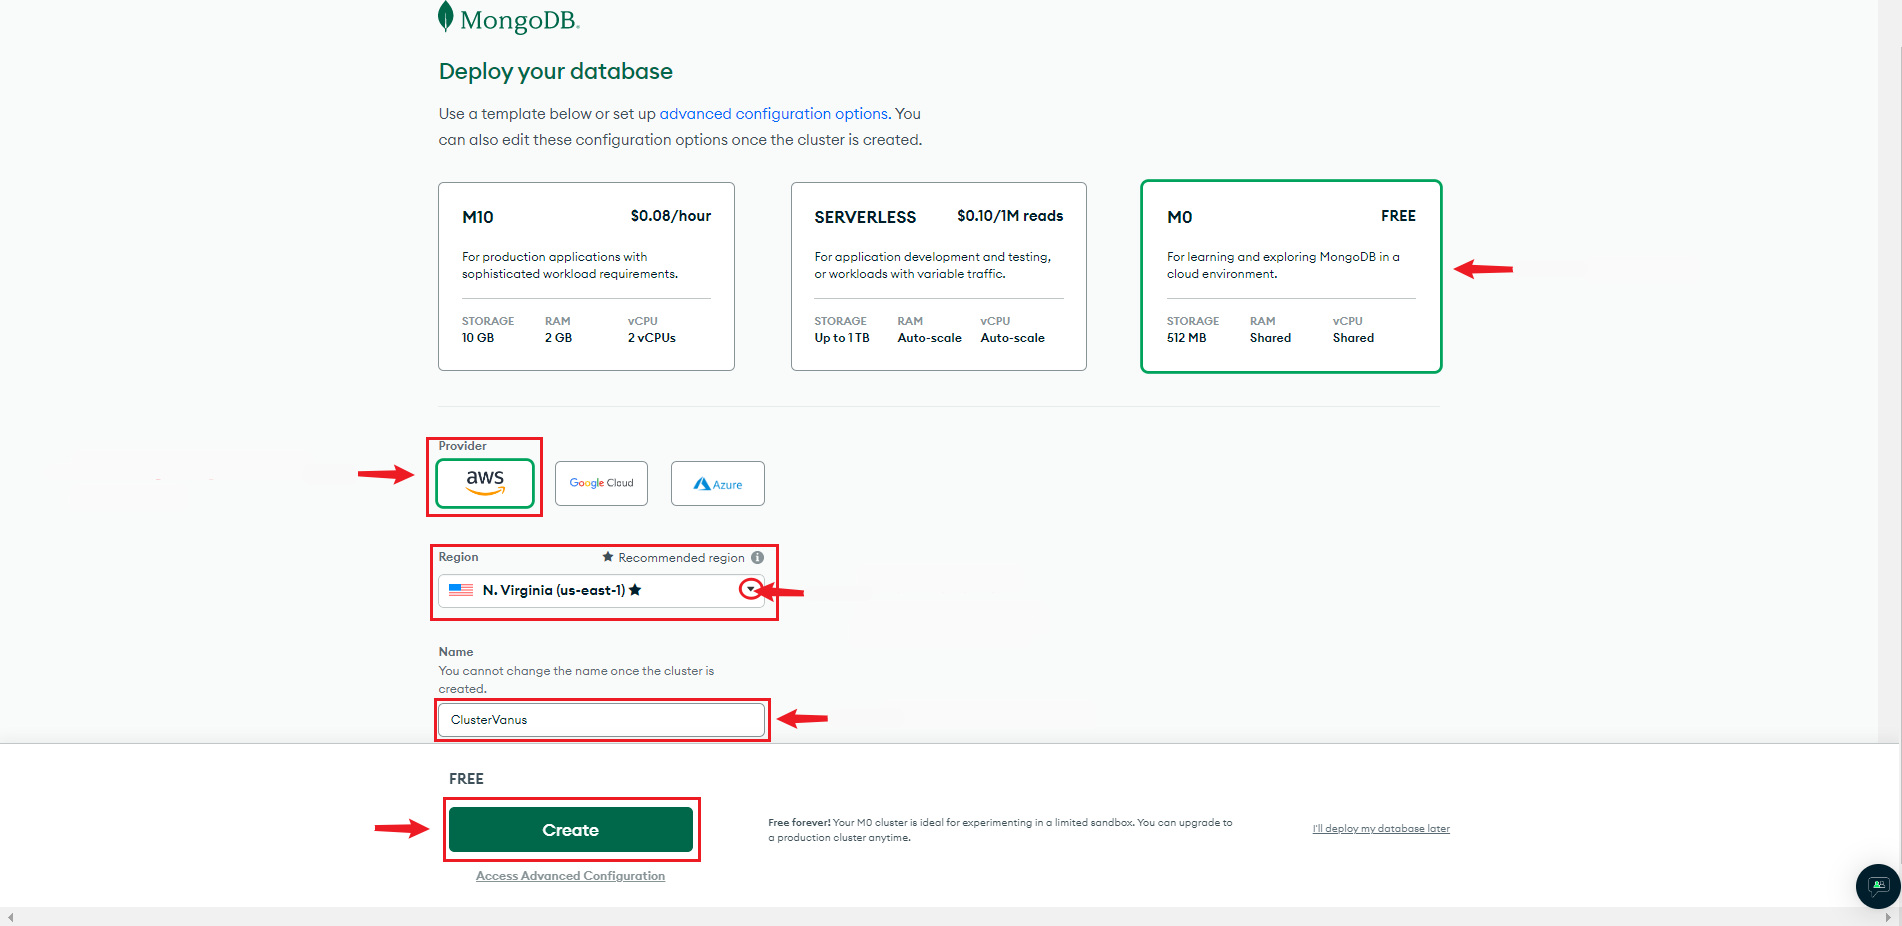 MongoDB.
Deploy your database
Use a template below or set up advanced configuration options. You
can also edit these configuration options once the cluster is created.
M10 $0.08/hour
For production applications with
sophisticated workload requirements.
STORAGE RAM vCPU
10 GB 2 GB 2 vCPUs
SERVERLESS $0.10/1M reads
For application development and testing,
or workloads with variable traffic.
STORAGE RAM vCPU
Up to 1 TB Auto-scale Auto-scale
M0 FREE
For learning and exploring MongoDB in a
cloud environment.
STORAGE RAM vCPU
512 MB Shared Shared
Provider
aws Google Cloud Azure
Region ★ Recommended region
N. Virginia (us-east-1) ★
Name
You cannot change the name once the cluster is
created.
ClusterVanus
FREE
Create
Access Advanced Configuration
Free forever! Your M0 cluster is ideal for experimenting in a limited sandbox. You can upgrade to
a production cluster anytime.
I'll deploy my database later